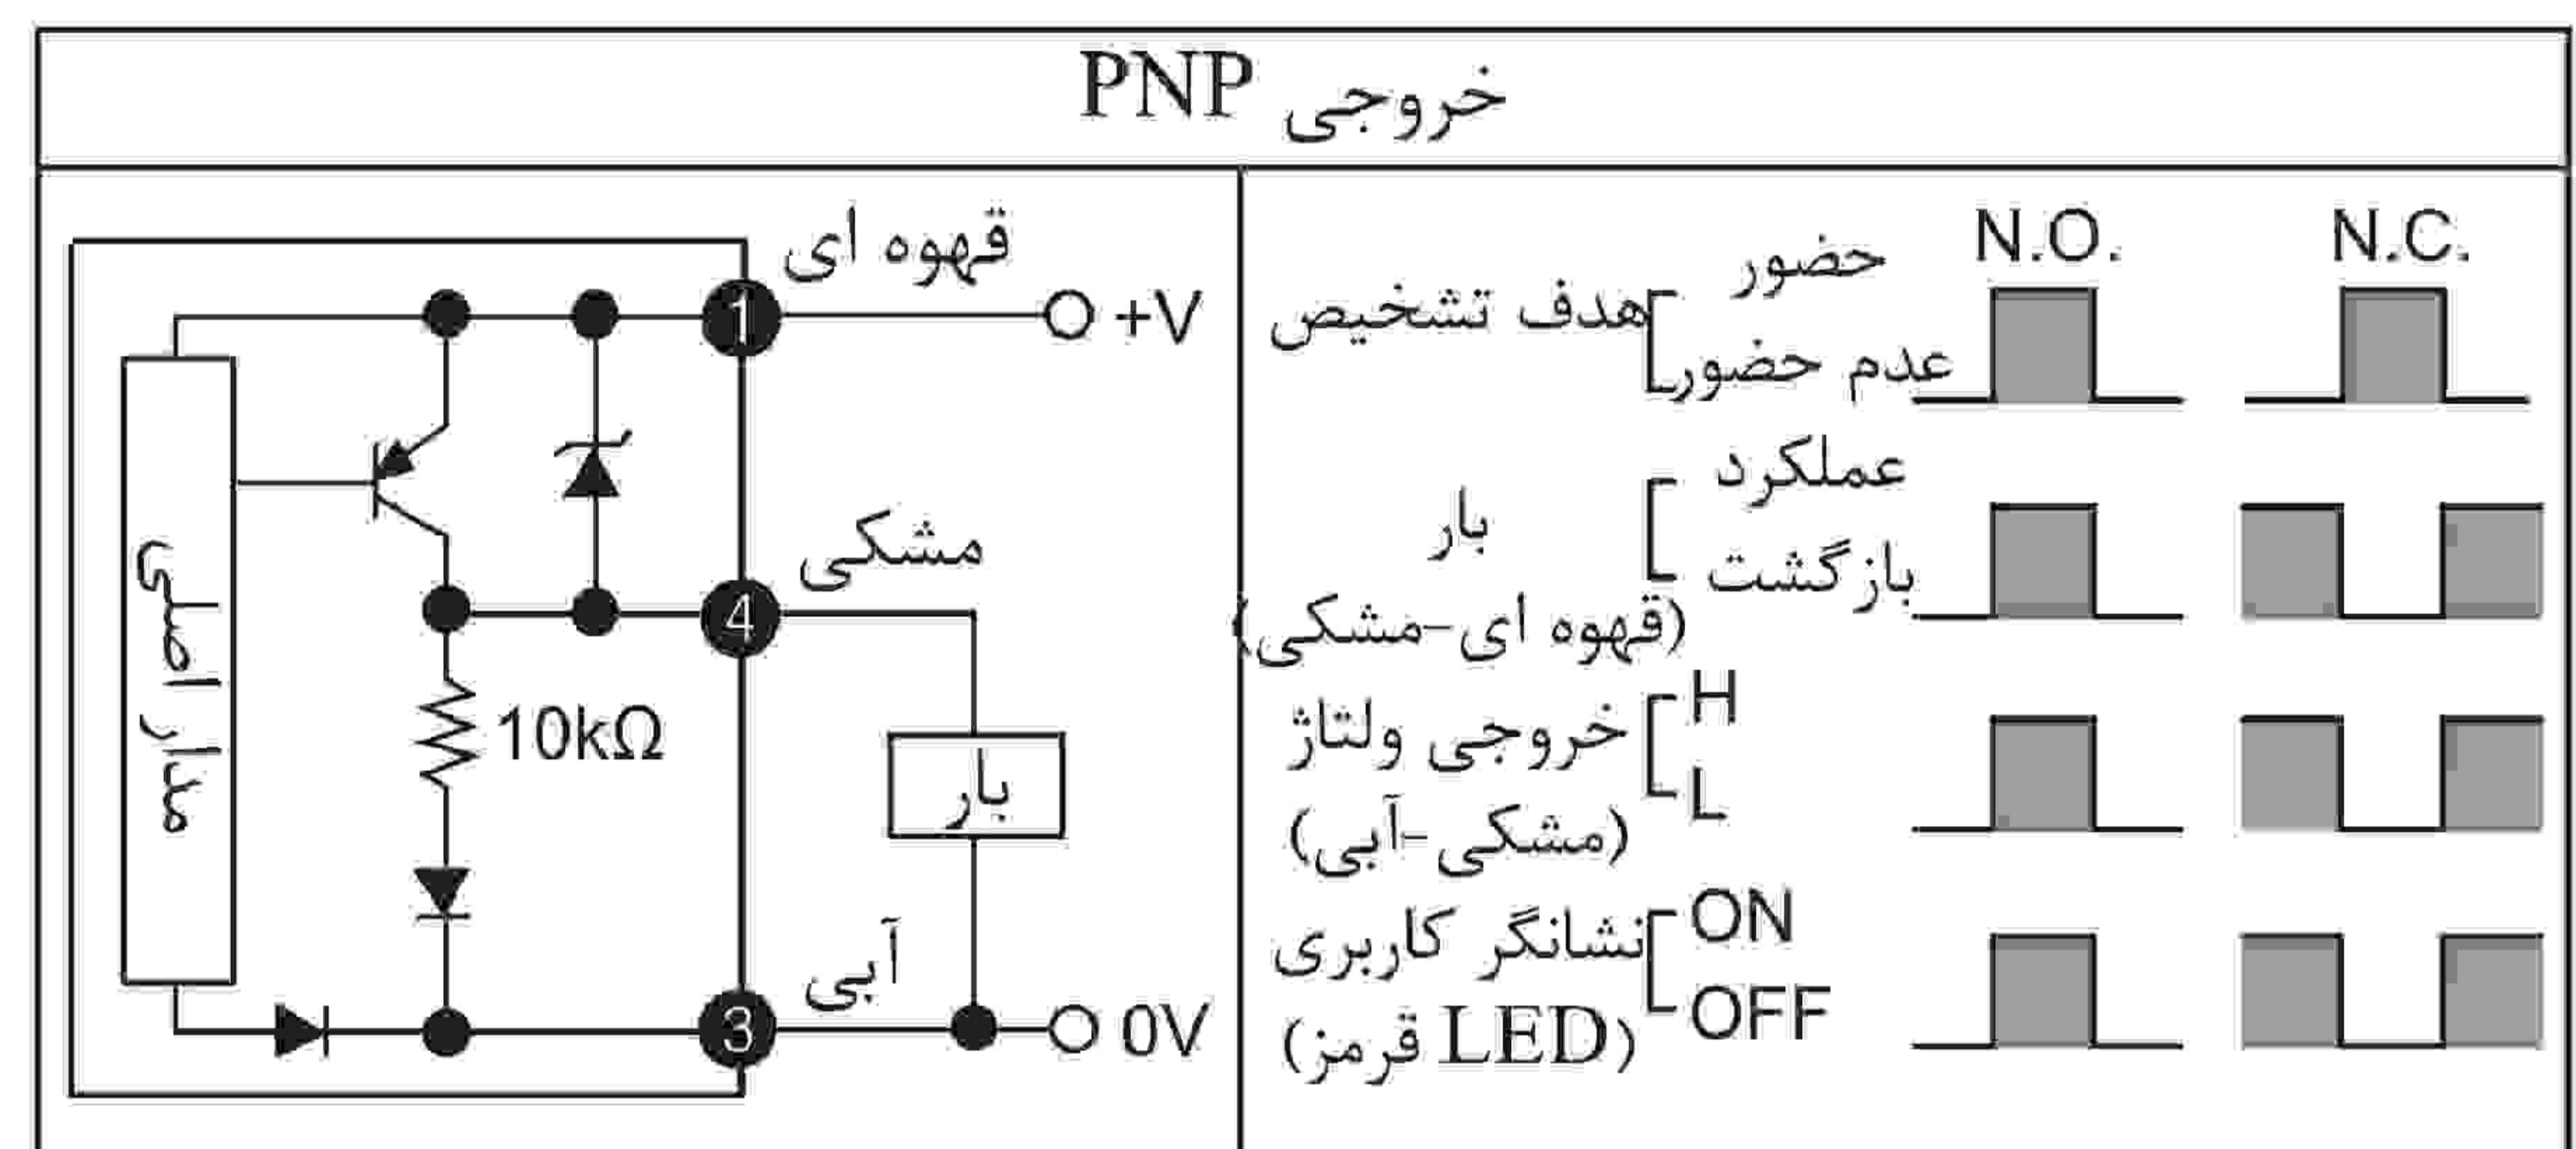 خروجی PNP
قهوه ای
1
+V
مدار اصلی
مشکی
4
10kΩ
بار
آبی
3
0V
N.O.
N.C.
هدف تشخیص
حضور
عدم حضور
بار
(قهوه ای-مشکی)
عملکرد
بازگشت
خروجی ولتاژ
(مشکی-آبی)
H
L
نشانگر کاربری
(LED قرمز)
ON
OFF